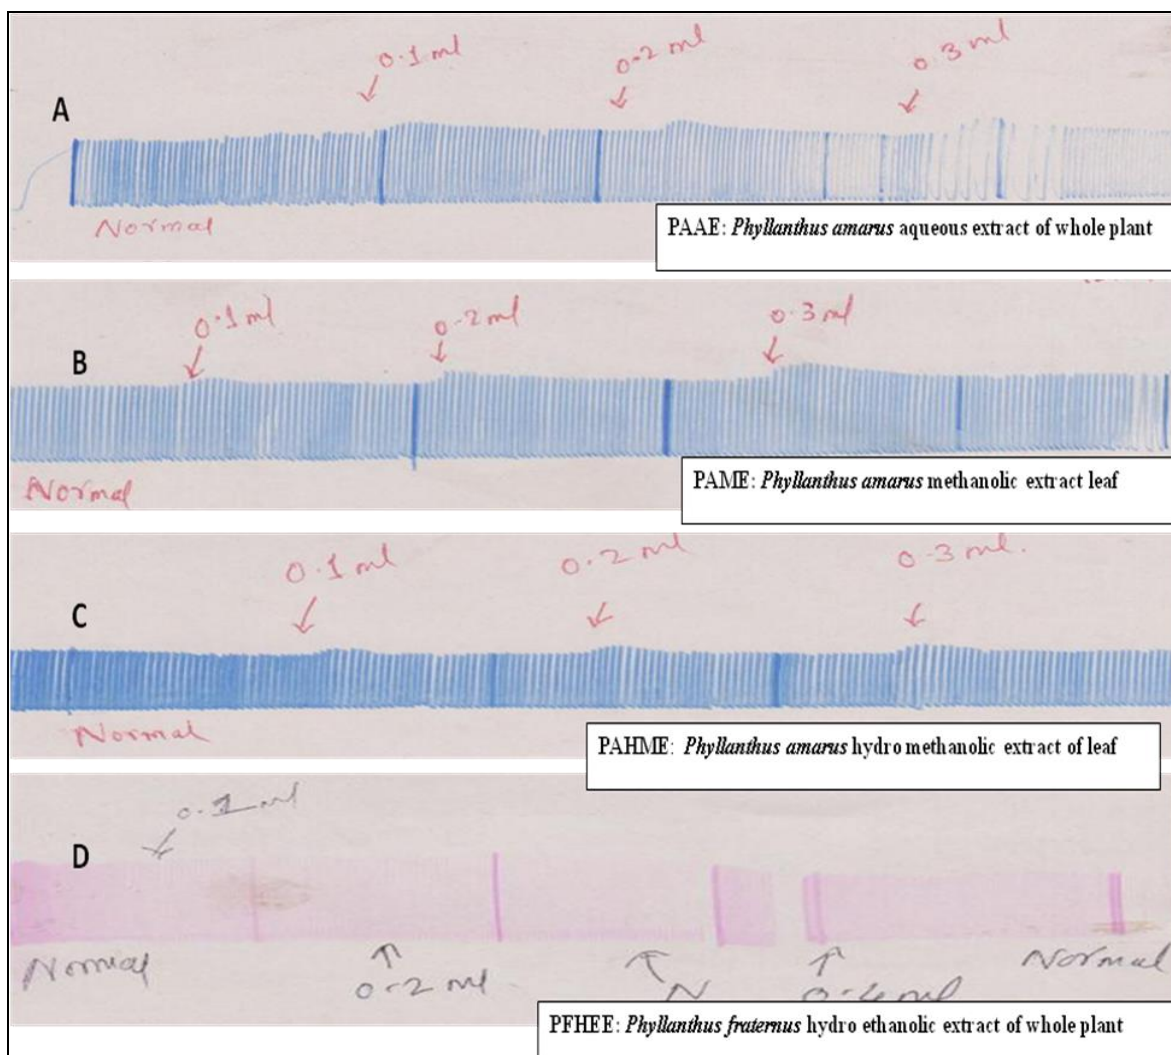 0.1 ml
0.2 ml
0.3 ml
A
Normal
PAAE: Phyllanthus amarus aqueous extract of whole plant
0.1 ml
0.2 ml
0.3 ml
B
Normal
PAME: Phyllanthus amarus methanolic extract leaf
0.1 ml
0.2 ml
0.3 ml.
C
Normal
PAHME: Phyllanthus amarus hydro methanolic extract of leaf
0.1 ml
D
Normal
0.2 ml
N
0.4 ml
Normal
PFHEE: Phyllanthus fraternus hydro ethanolic extract of whole plant